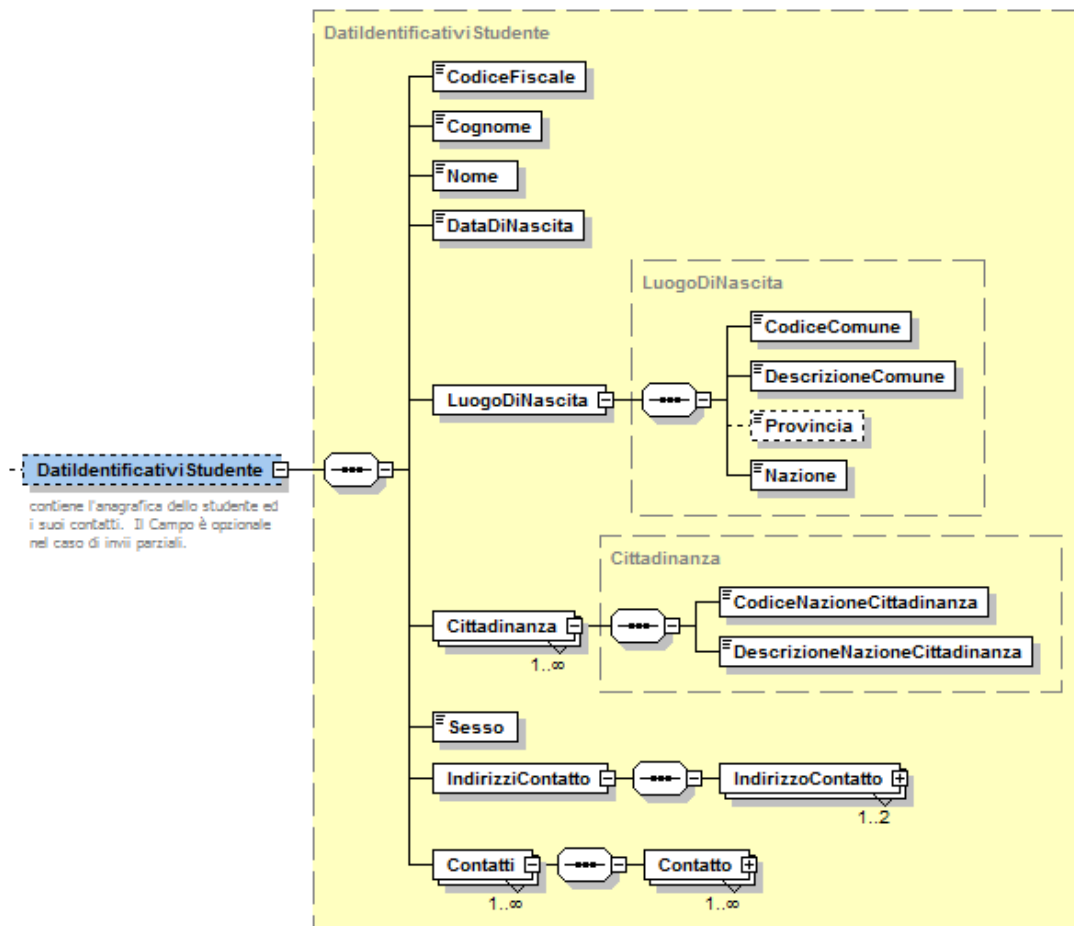 DatiIdentificativiStudente
CodiceFiscale
Cognome
Nome
DataDiNascita
LuogoDiNascita
LuogoDiNascita
CodiceComune
DescrizioneComune
Provincia
Nazione
DatiIdentificativiStudente
contiene l'anagrafica dello studente ed
i suoi contatti. Il Campo è opzionale
nel caso di invii parziali.
Cittadinanza
Cittadinanza
1..∞
CodiceNazioneCittadinanza
DescrizioneNazioneCittadinanza
Sesso
IndirizziContatto
IndirizzoContatto
1..2
Contatti
1..∞
Contatto
1..∞